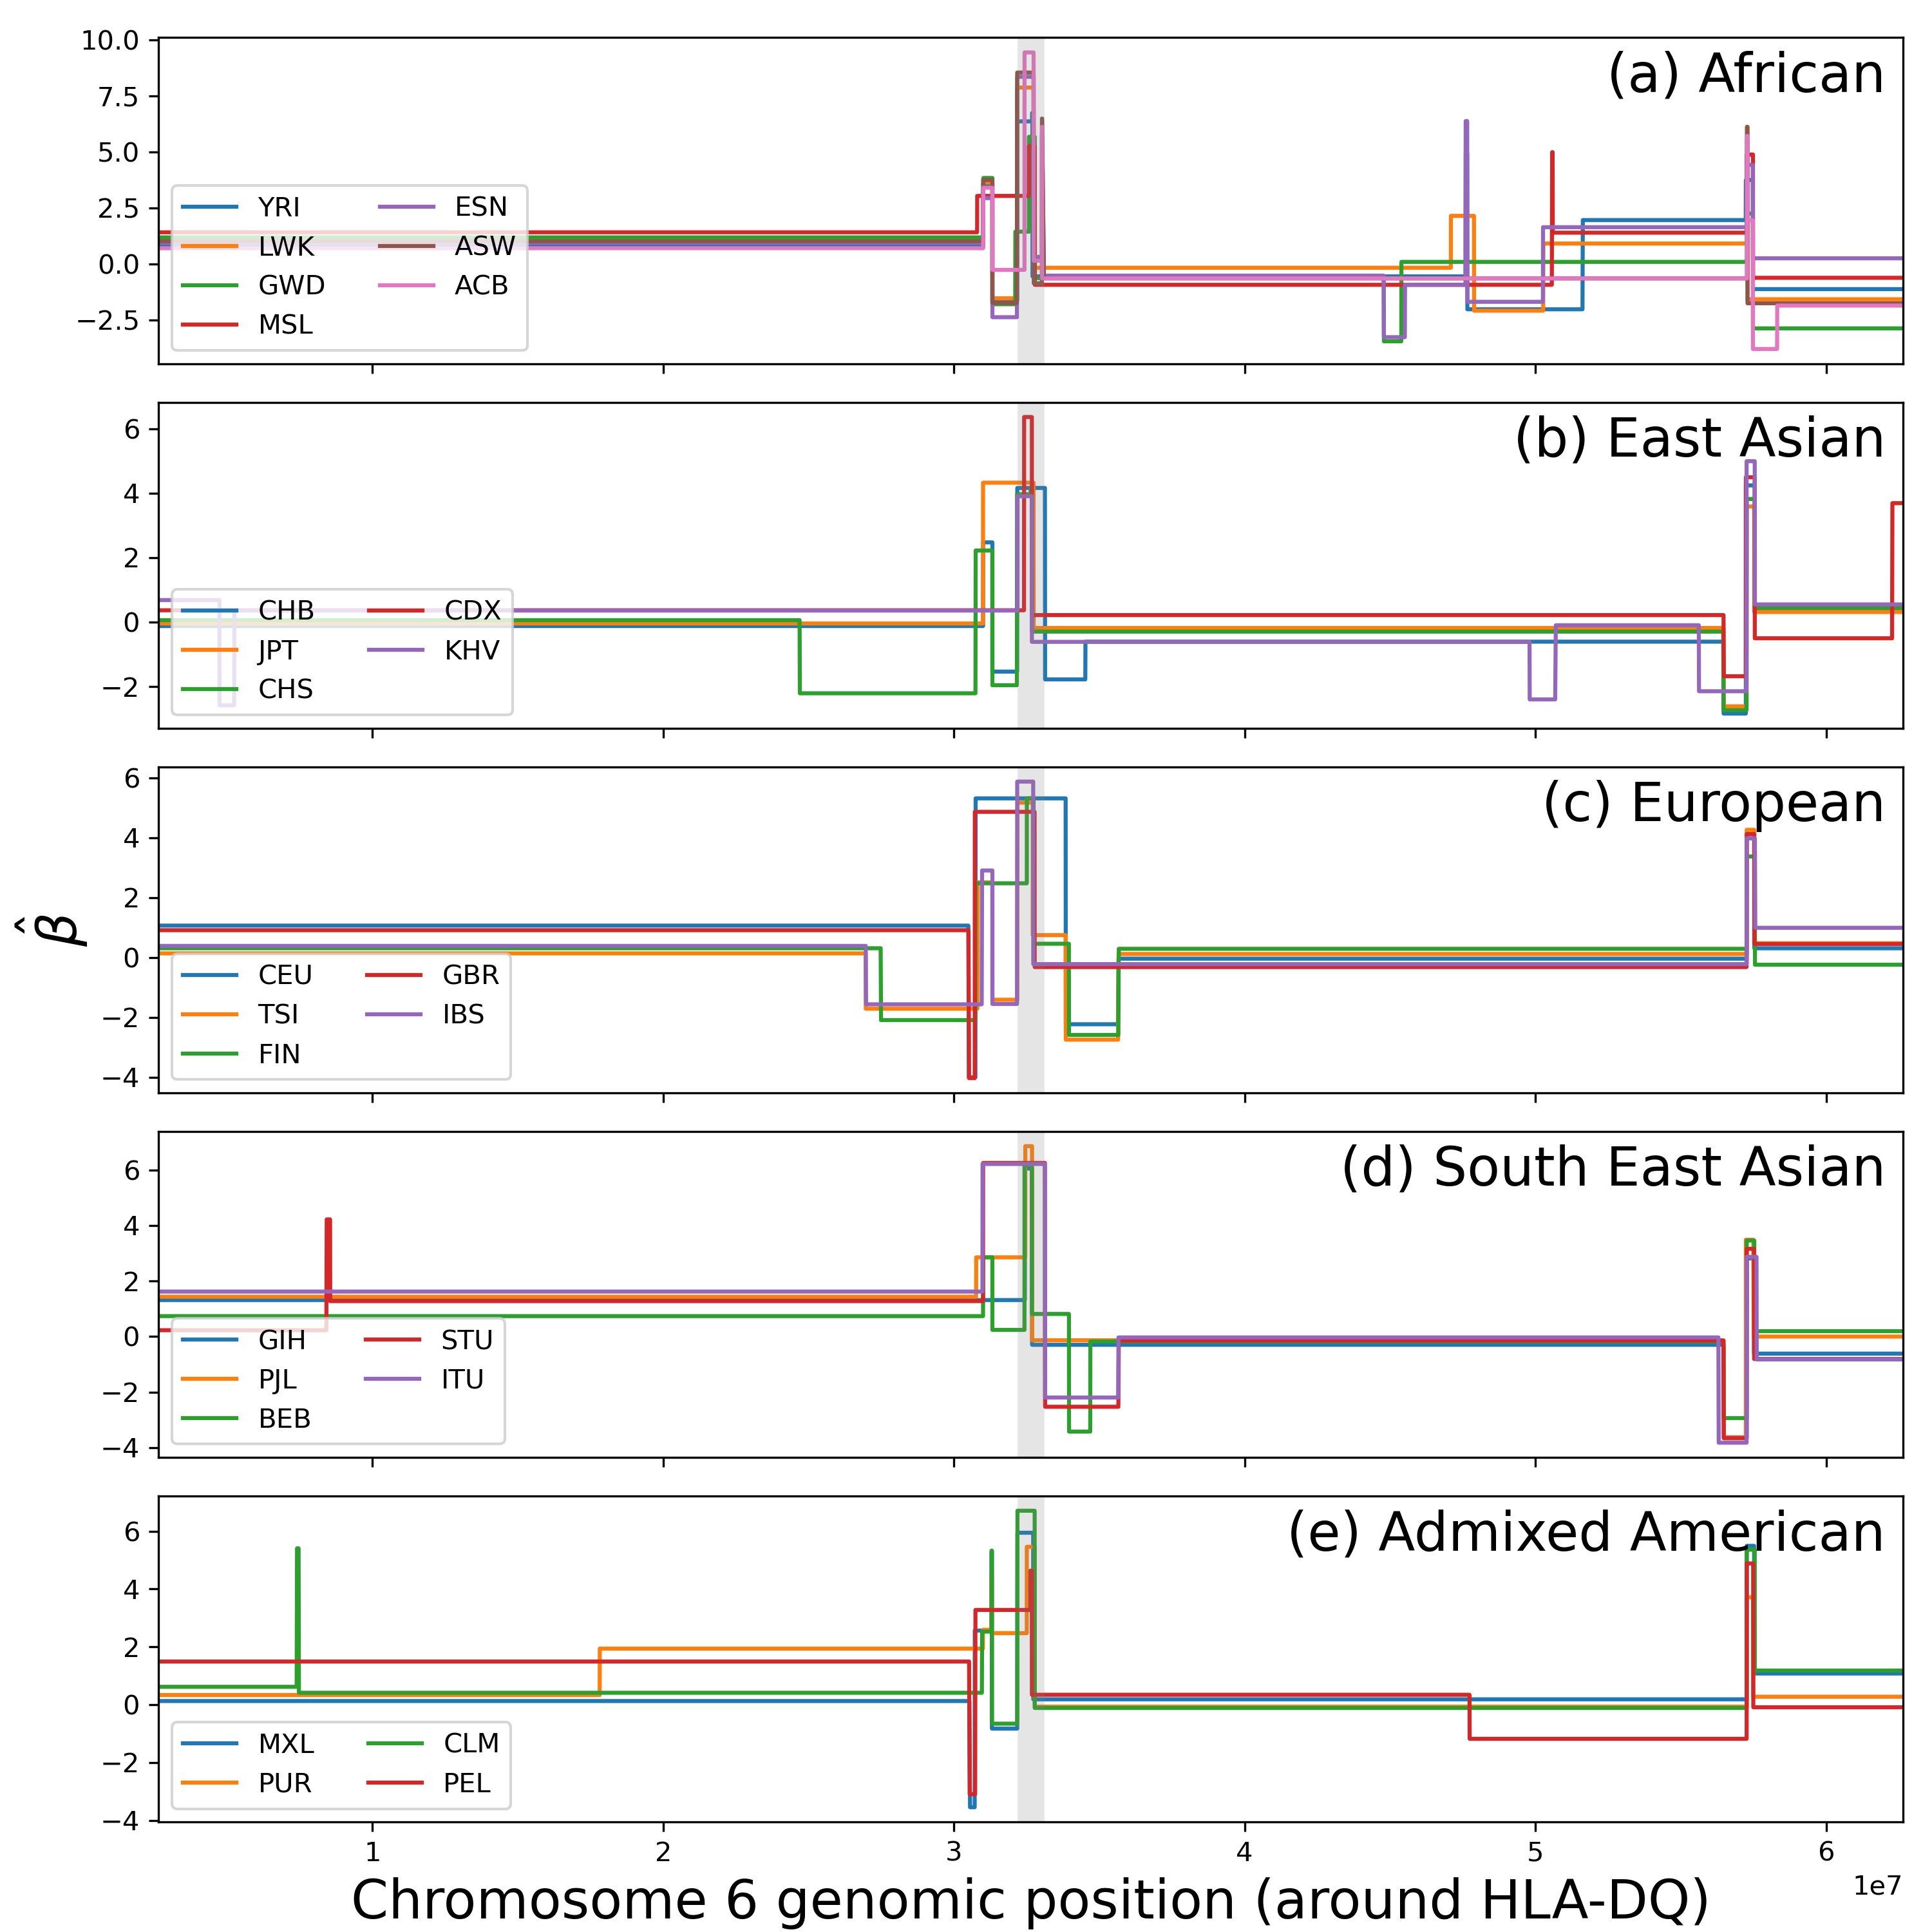 10.0
(a) African
7.5
5.0
2.5
0.0
−2.5
YRI ESN
LWK ASW
GWD ACB
MSL
(b) East Asian
6
4
2
0
−2
CHB CDX
JPT KHV
CHS
(c) European
6
4
2
0
−2
−4
CEU GBR
TSI IBS
FIN
β̂
(d) South East Asian
6
4
2
0
−2
−4
GIH STU
PJL ITU
BEB
(e) Admixed American
6
4
2
0
−2
−4
MXL CLM
PUR PEL
1 2 3 4 5 6
1e7
Chromosome 6 genomic position (around HLA-DQ)